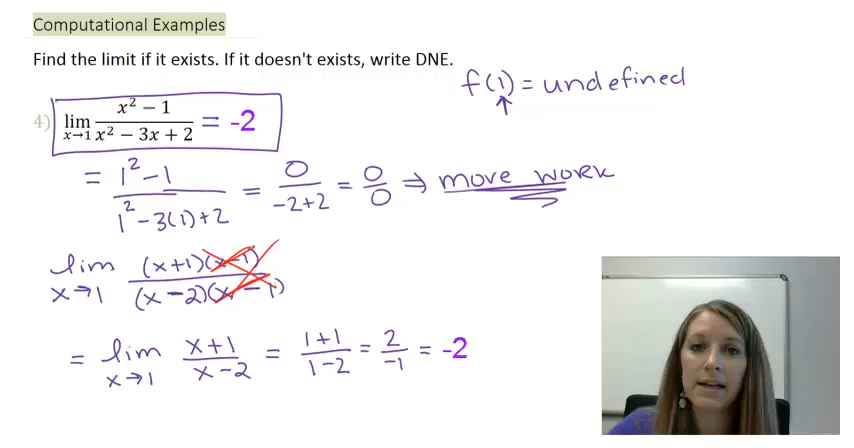 Computational Examples
Find the limit if it exists. If it doesn't exists, write DNE.
f(1) = undefined
4) lim x→1 (x² − 1)/(x² − 3x + 2) = -2
= (1² − 1)/(1² − 3(1) + 2) = 0/(−2+2) = 0/0 ⇒ more work
lim x→1 (x+1)(x−1)/(x−2)(x−1)
= lim x→1 (x+1)/(x−2) = (1+1)/(1−2) = 2/−1 = -2